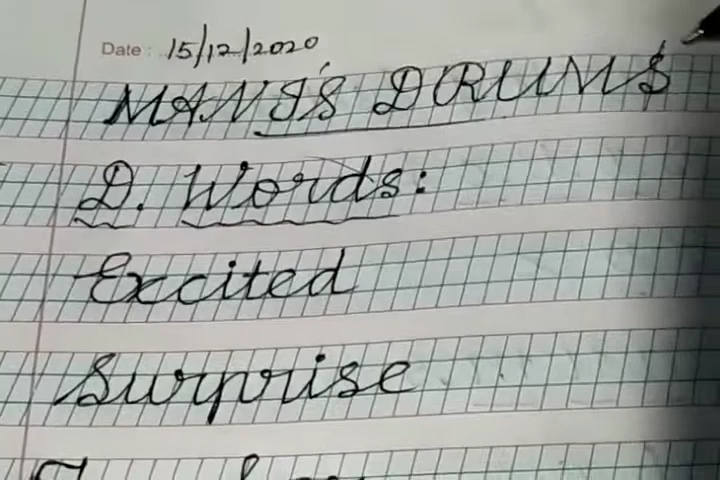 Date: 15/12/2020
MANI'S DRUMS
D. Words:
Excited
Surprise